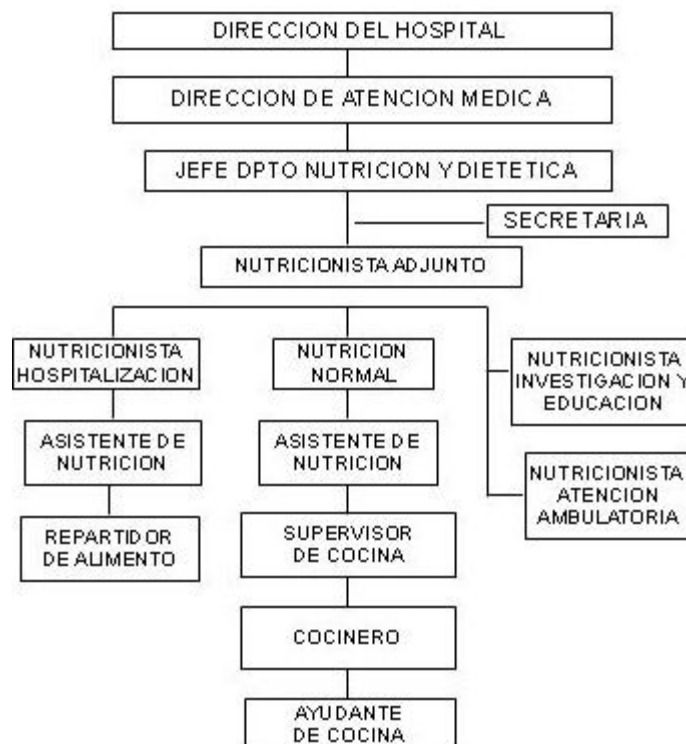 DIRECCION DEL HOSPITAL
DIRECCION DE ATENCION MEDICA
JEFE DPTO NUTRICION Y DIETETICA
SECRETARIA
NUTRICIONISTA ADJUNTO
NUTRICIONISTA
HOSPITALIZACION
ASISTENTE DE
NUTRICION
REPARTIDOR
DE ALIMENTO
NUTRICION
NORMAL
ASISTENTE DE
NUTRICION
SUPERVISOR
DE COCINA
COCINERO
AYUDANTE
DE COCINA
NUTRICIONISTA
INVESTIGACION Y
EDUCACION
NUTRICIONISTA
ATENCION
AMBULATORIA